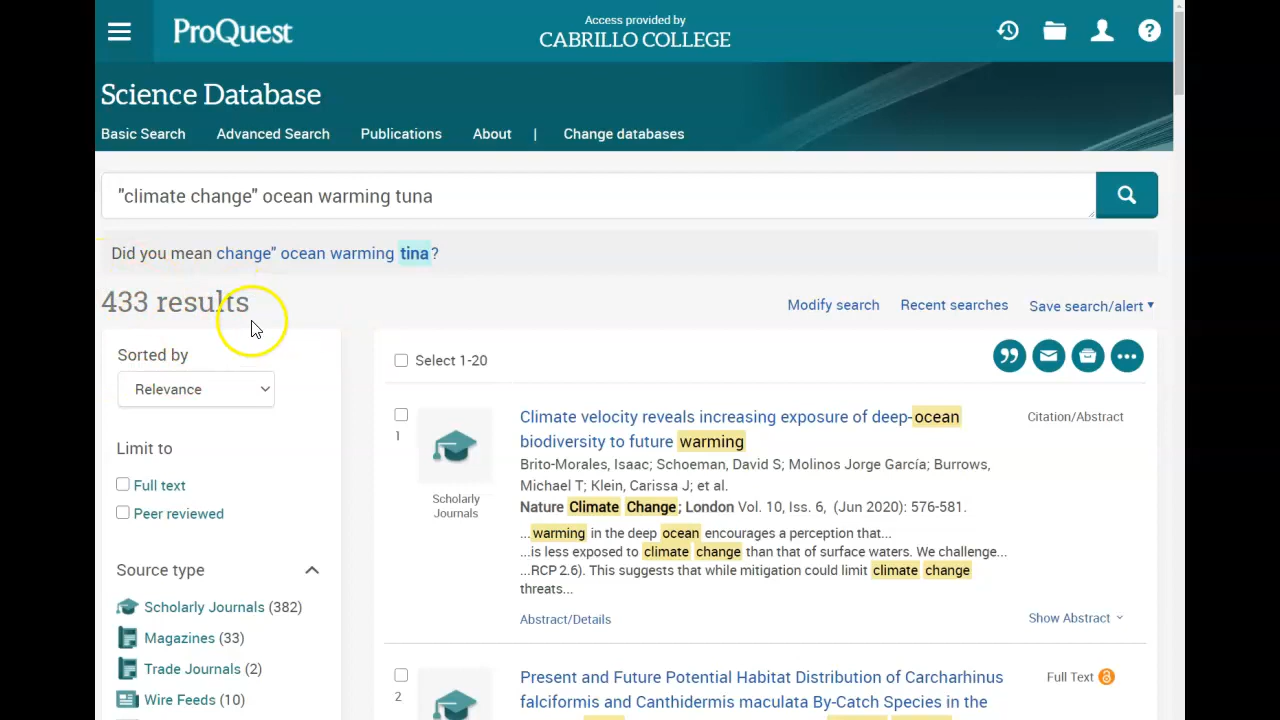 ProQuest
Access provided by
CABRILLO COLLEGE
?
Science Database
Basic Search Advanced Search Publications About | Change databases
"climate change" ocean warming tuna
Did you mean change" ocean warming tina?
433 results
Modify search Recent searches Save search/alert
Sorted by
Relevance
Limit to
Full text
Peer reviewed
Source type
Scholarly Journals (382)
Magazines (33)
Trade Journals (2)
Wire Feeds (10)
Select 1-20
1
Scholarly
Journals
Climate velocity reveals increasing exposure of deep-ocean
biodiversity to future warming
Brito-Morales, Isaac; Schoeman, David S; Molinos Jorge García; Burrows,
Michael T; Klein, Carissa J; et al.
Nature Climate Change; London Vol. 10, Iss. 6, (Jun 2020): 576-581.
...warming in the deep ocean encourages a perception that...
...is less exposed to climate change than that of surface waters. We challenge...
...RCP 2.6). This suggests that while mitigation could limit climate change
threats...
Abstract/Details
Citation/Abstract
Show Abstract
2
Present and Future Potential Habitat Distribution of Carcharhinus
falciformis and Canthidermis maculata By-Catch Species in the
Full Text